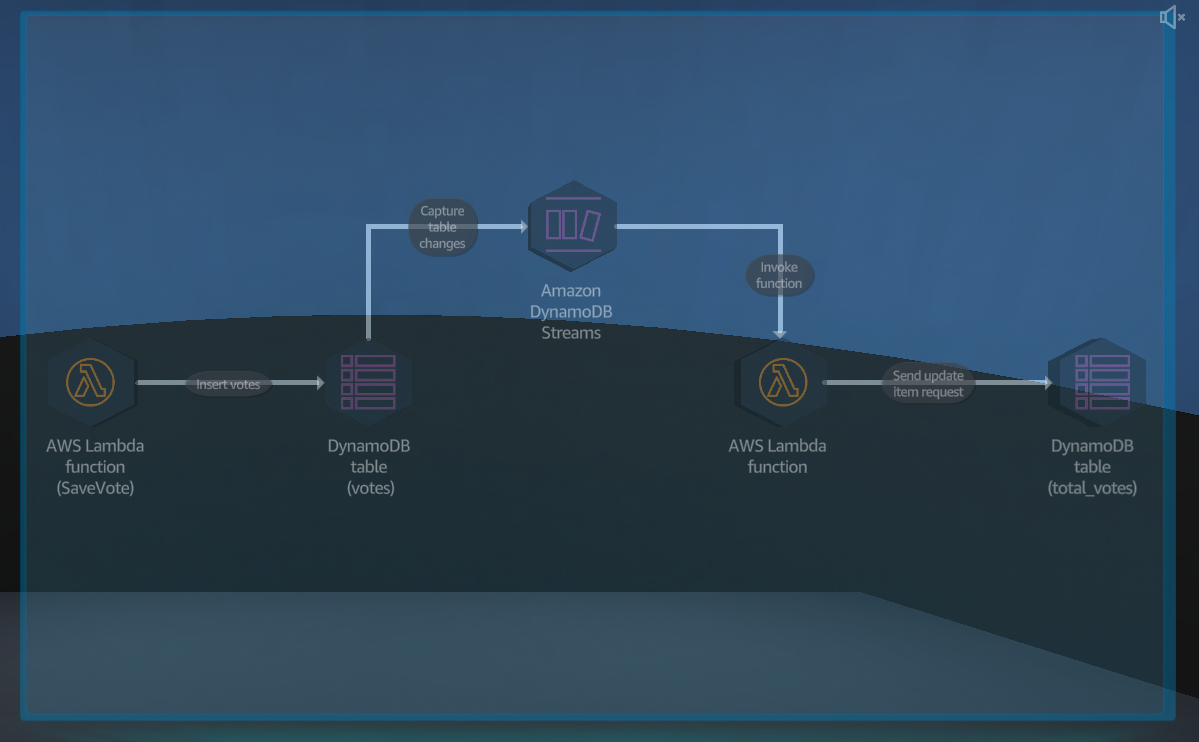 Capture
table
changes
Amazon
DynamoDB
Streams
Invoke
function
Insert votes
Send update
item request
AWS Lambda
function
(SaveVote)
DynamoDB
table
(votes)
AWS Lambda
function
DynamoDB
table
(total_votes)